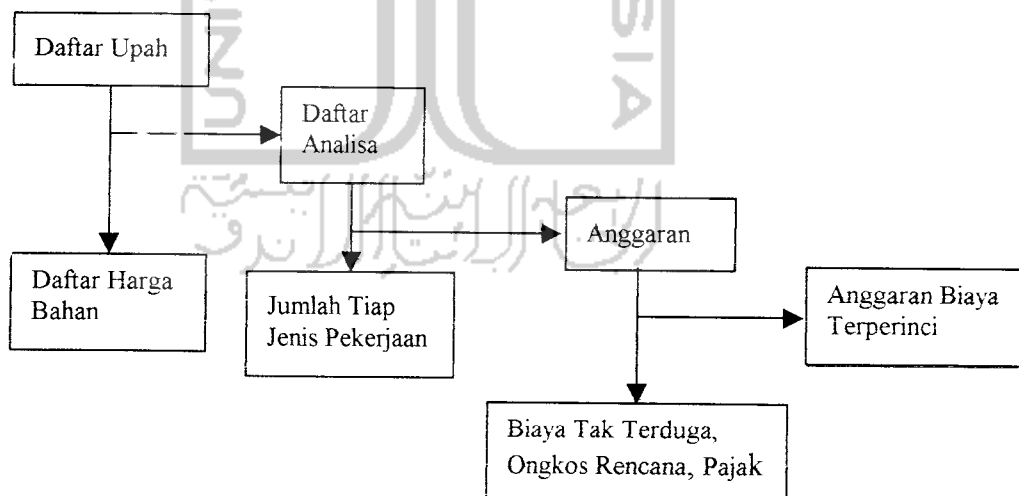 Daftar Upah
Daftar
Analisa
Anggaran
Daftar Harga
Bahan
Jumlah Tiap
Jenis Pekerjaan
Anggaran Biaya
Terperinci
Biaya Tak Terduga,
Ongkos Rencana, Pajak